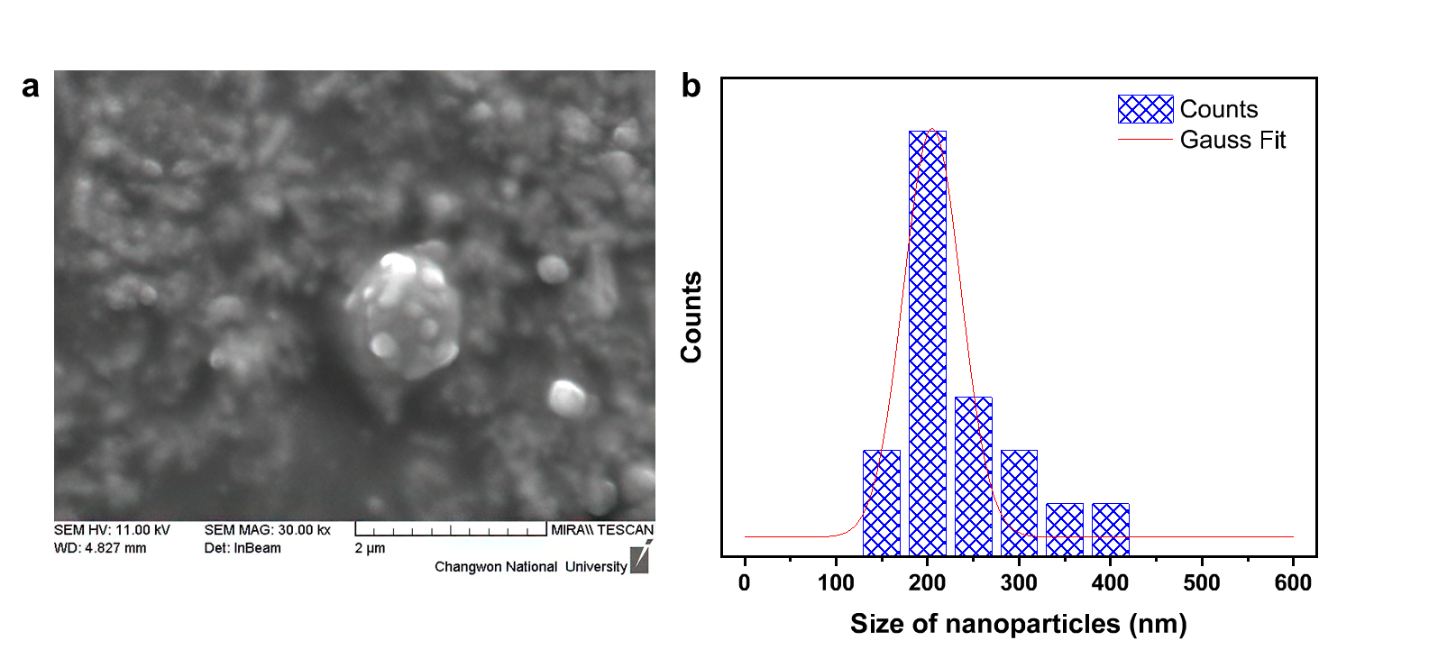 a
SEM HV: 11.00 kV
SEM MAG: 30.00 kx
MIRA\\ TESCAN
WD: 4.827 mm
Det: InBeam
2 µm
Changwon National University
b
Counts
Gauss Fit
Counts
0 100 200 300 400 500 600
Size of nanoparticles (nm)